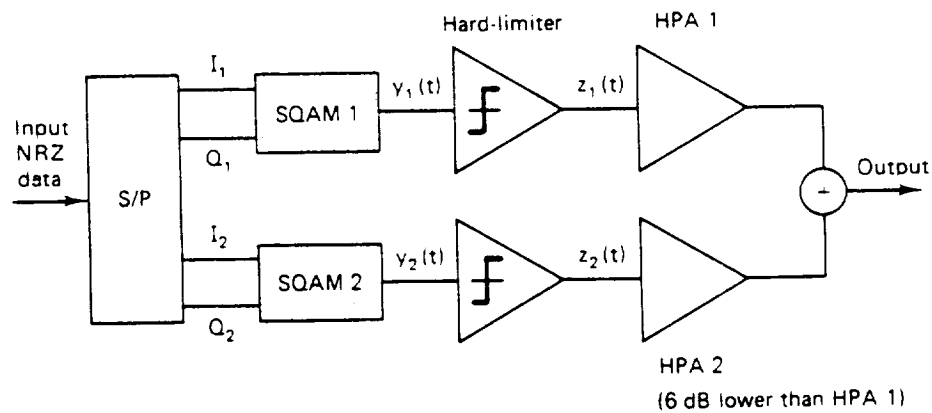 Hard-limiter
HPA 1
I₁
SQAM 1
y₁(t)
z₁(t)
Q₁
Input
NRZ
data
S/P
+
Output
I₂
SQAM 2
y₂(t)
z₂(t)
Q₂
HPA 2
(6 dB lower than HPA 1)